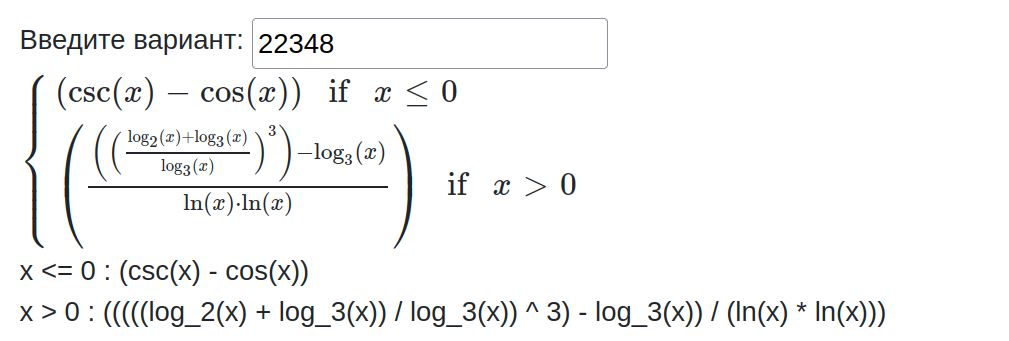 Введите вариант: 22348
(csc(x) − cos(x)) if x ≤ 0
(((log₂(x)+log₃(x) / log₃(x))³)−log₃(x) / ln(x)·ln(x)) if x > 0
x <= 0 : (csc(x) - cos(x))
x > 0 : (((((log_2(x) + log_3(x)) / log_3(x)) ^ 3) - log_3(x)) / (ln(x) * ln(x)))